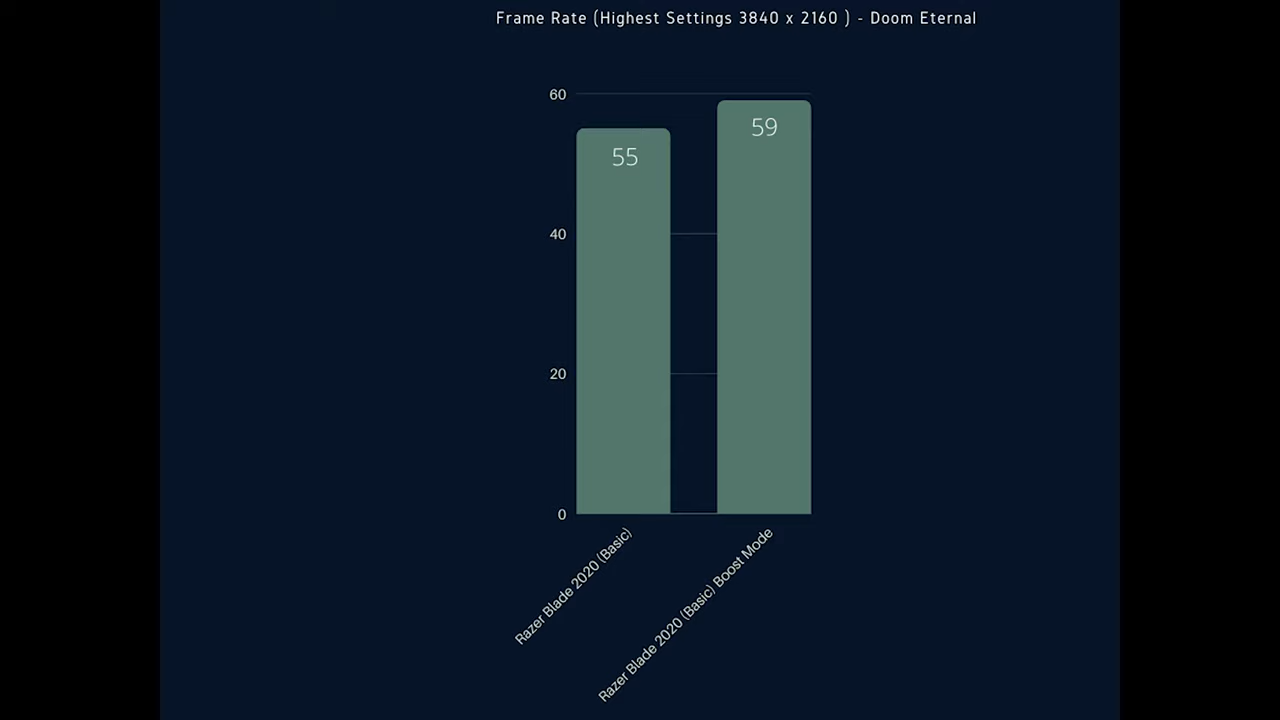 Frame Rate (Highest Settings 3840 x 2160 ) - Doom Eternal
60
55
59
40
20
0
Razer Blade 2020 (Basic)
Razer Blade 2020 (Basic) Boost Mode